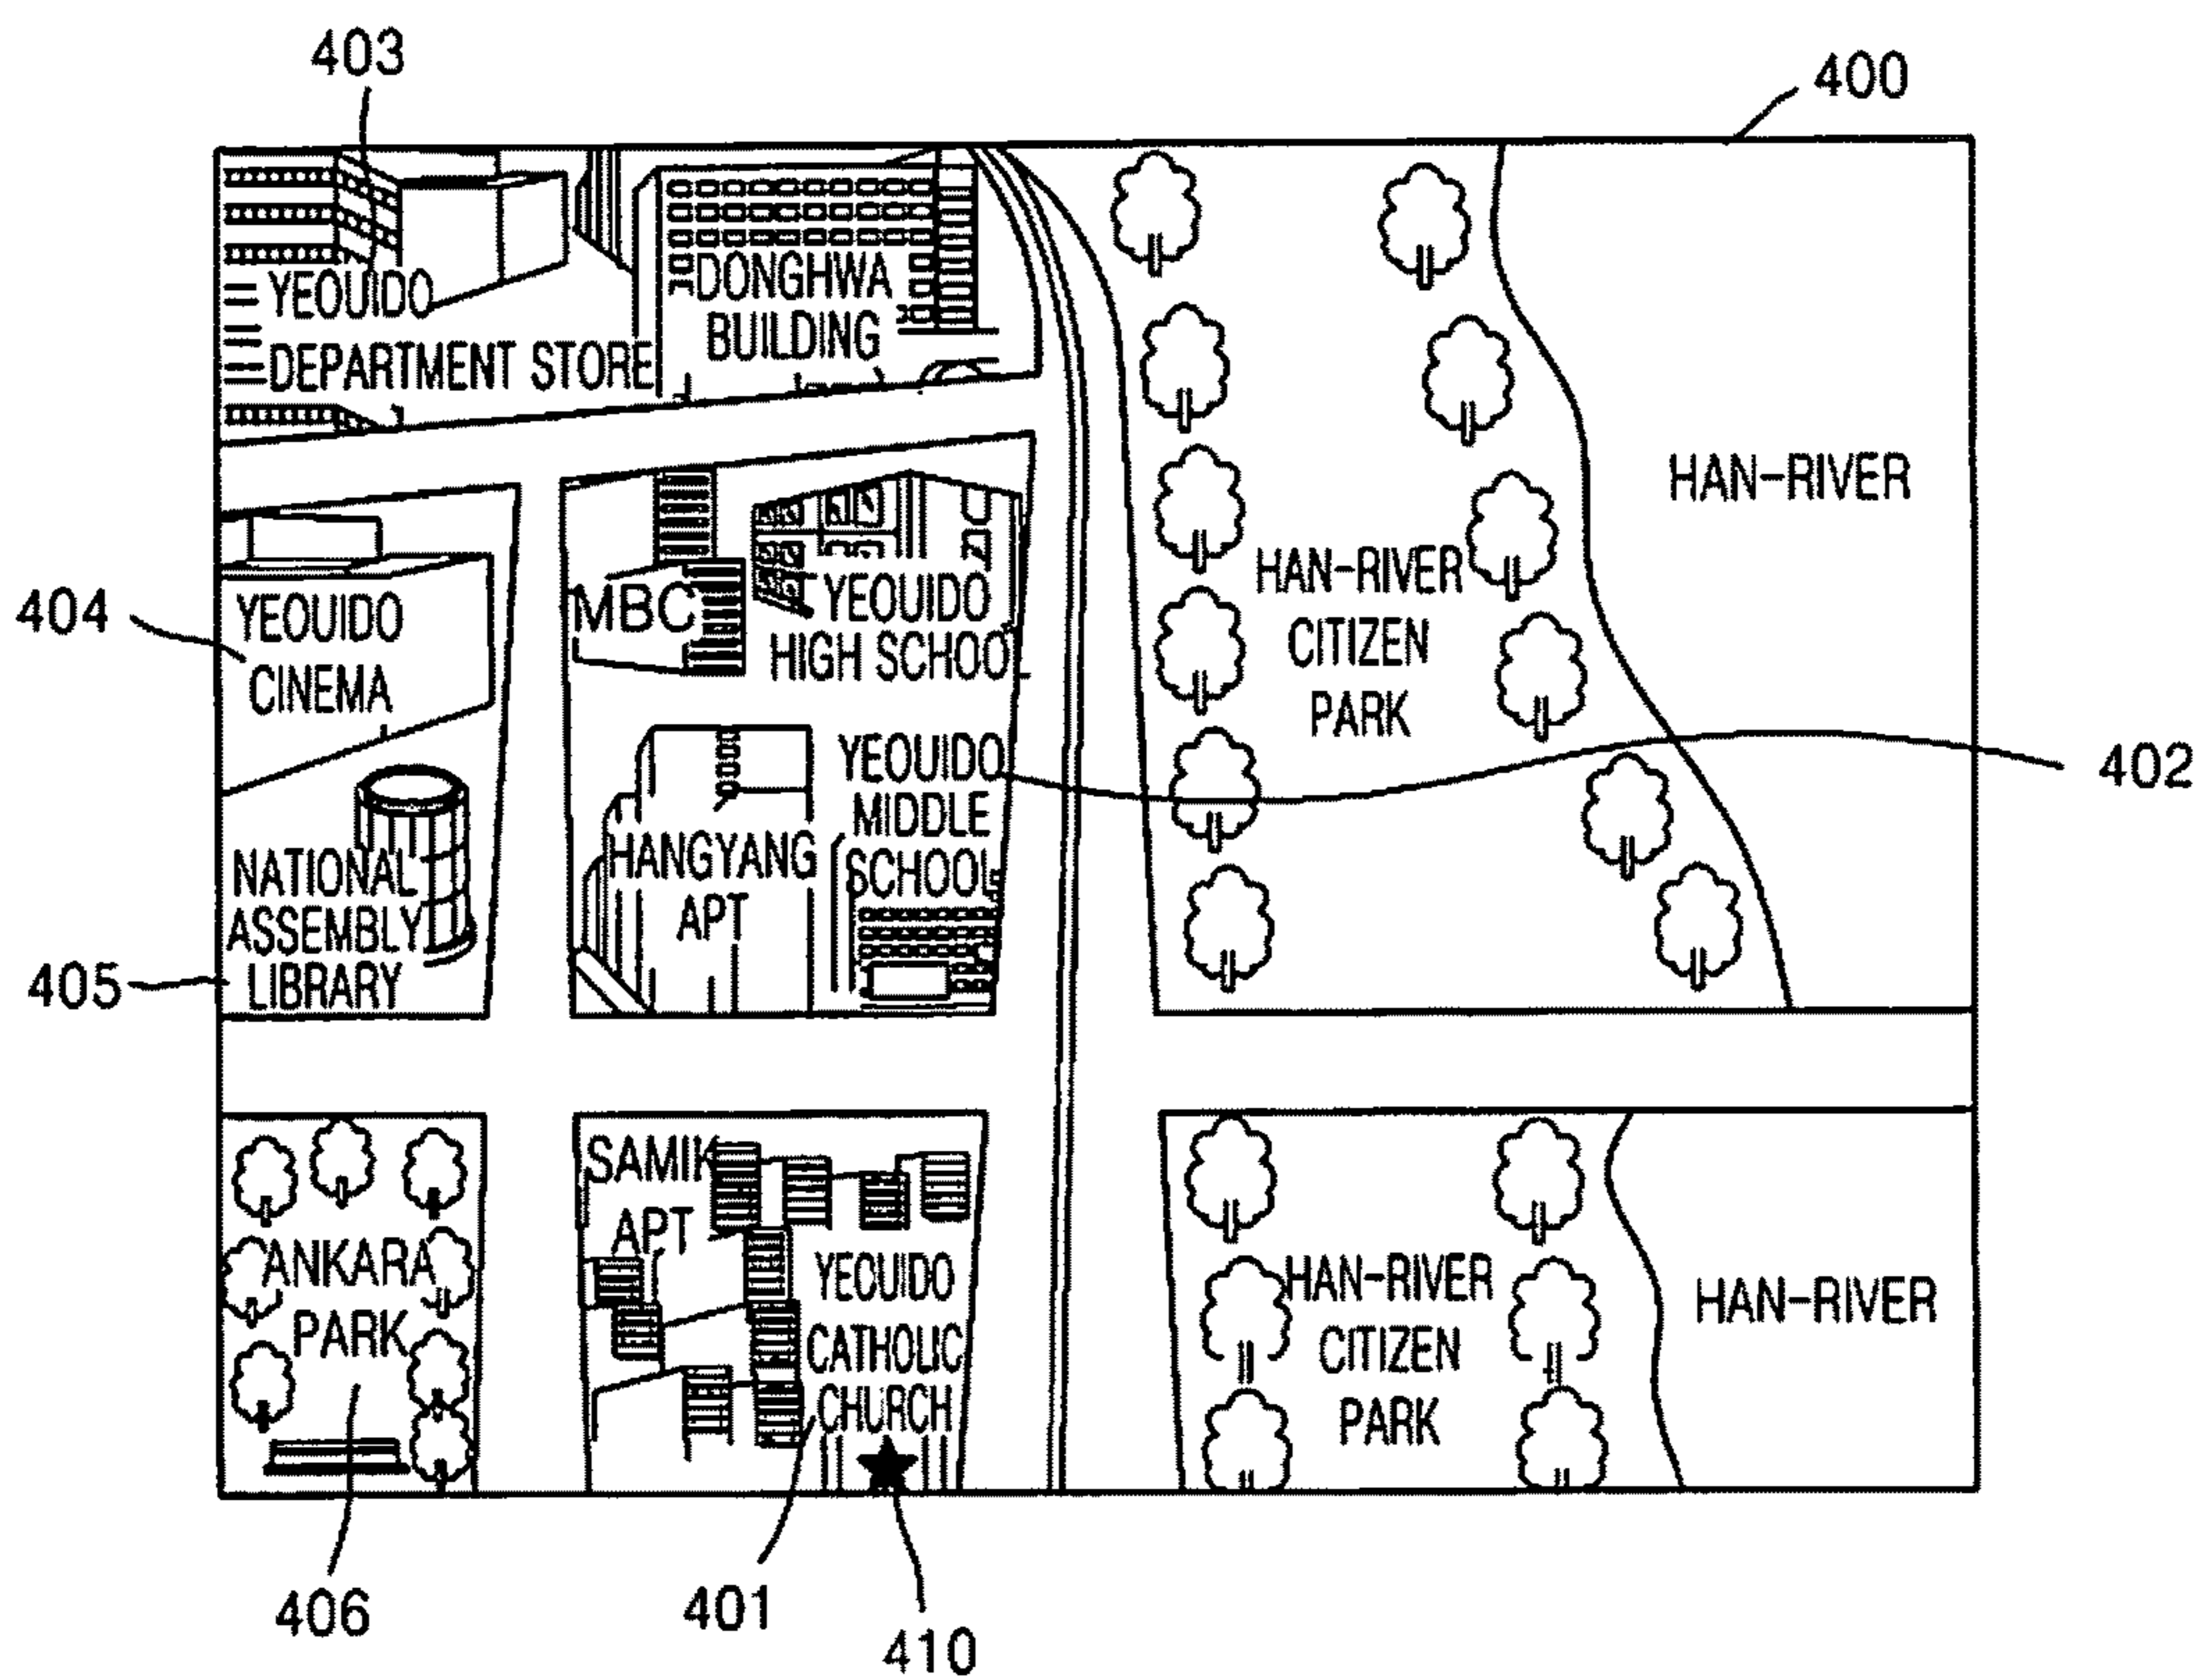 403
400
YEOUIDO
DEPARTMENT STORE
DONGHWA
BUILDING
HAN-RIVER
404
YEOUIDO
CINEMA
MBC
YEOUIDO
HIGH SCHOOL
HAN-RIVER
CITIZEN
PARK
402
YEOUIDO
MIDDLE
SCHOOL
HANGYANG
APT
NATIONAL
ASSEMBLY
LIBRARY
405
SAMIK
APT
YEOUIDO
CATHOLIC
CHURCH
ANKARA
PARK
HAN-RIVER
CITIZEN
PARK
HAN-RIVER
406
401
410